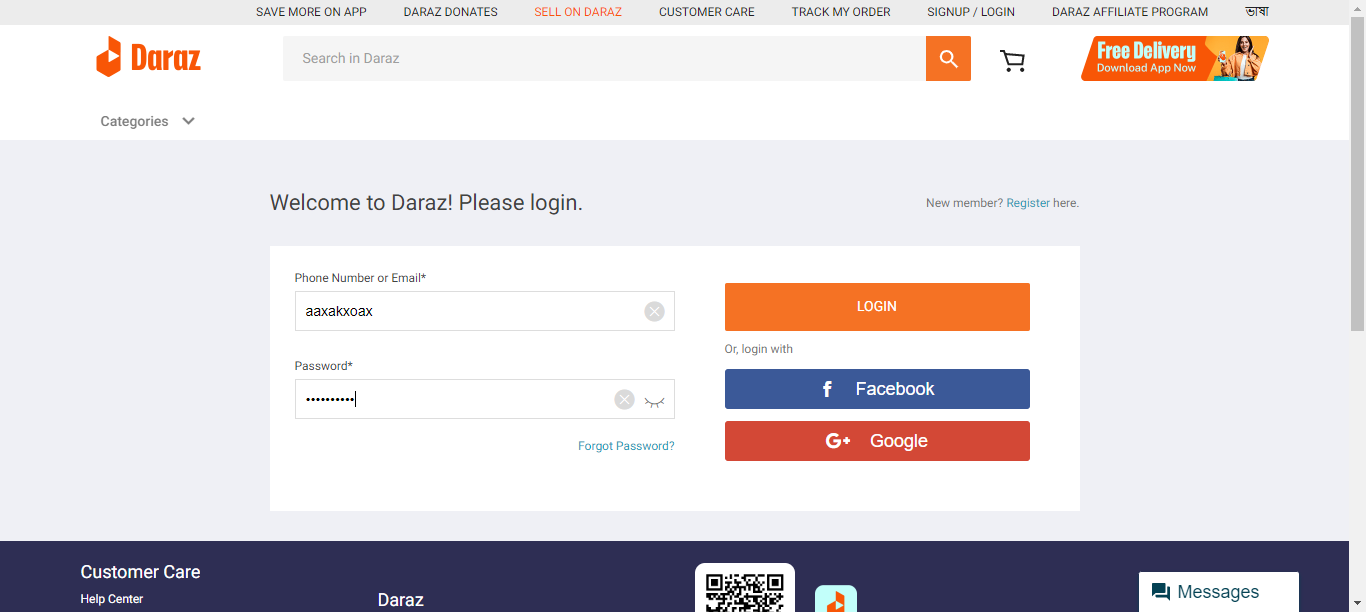 SAVE MORE ON APP DARAZ DONATES SELL ON DARAZ CUSTOMER CARE TRACK MY ORDER SIGNUP / LOGIN DARAZ AFFILIATE PROGRAM ভাষা
Daraz
Search in Daraz
Free Delivery
Download App Now
Categories
Welcome to Daraz! Please login.
New member? Register here.
Phone Number or Email*
aaxakxoax
Password*
••••••••••
Forgot Password?
LOGIN
Or, login with
f Facebook
G+ Google
Customer Care
Help Center
Daraz
Messages